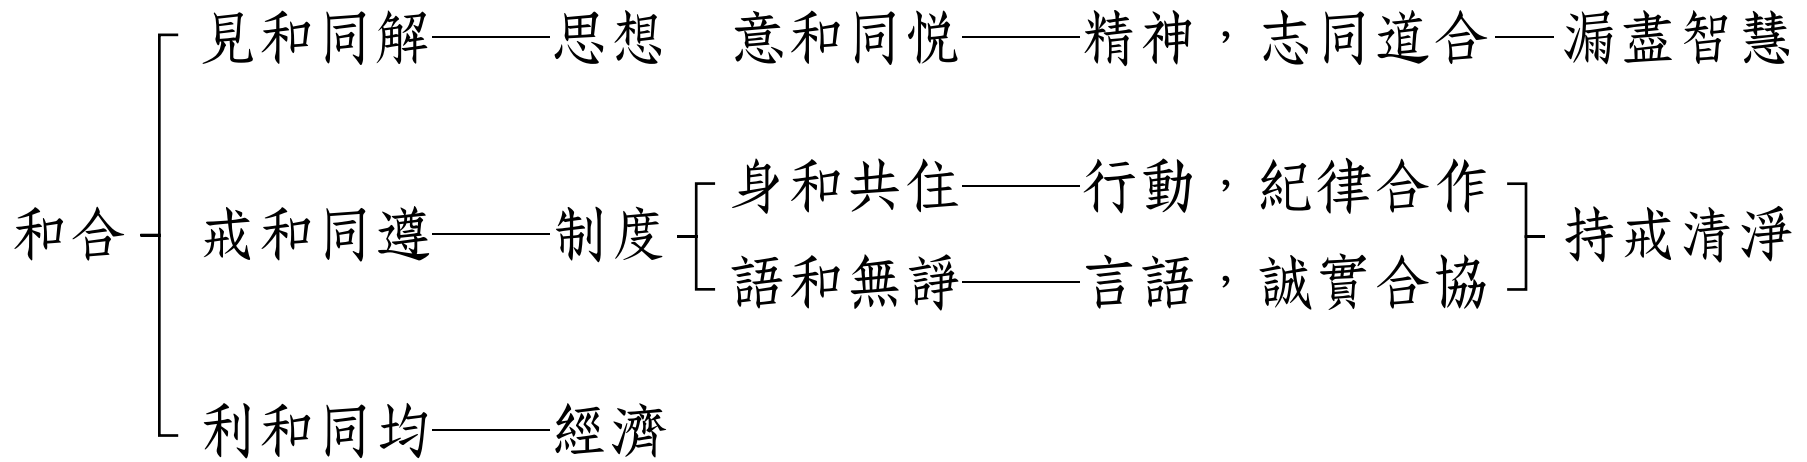 見和同解——思想 意和同悅——精神，志同道合—漏盡智慧
身和共住——行動，紀律合作
和合 戒和同遵——制度 持戒清淨
語和無諍——言語，誠實合協
利和同均——經濟